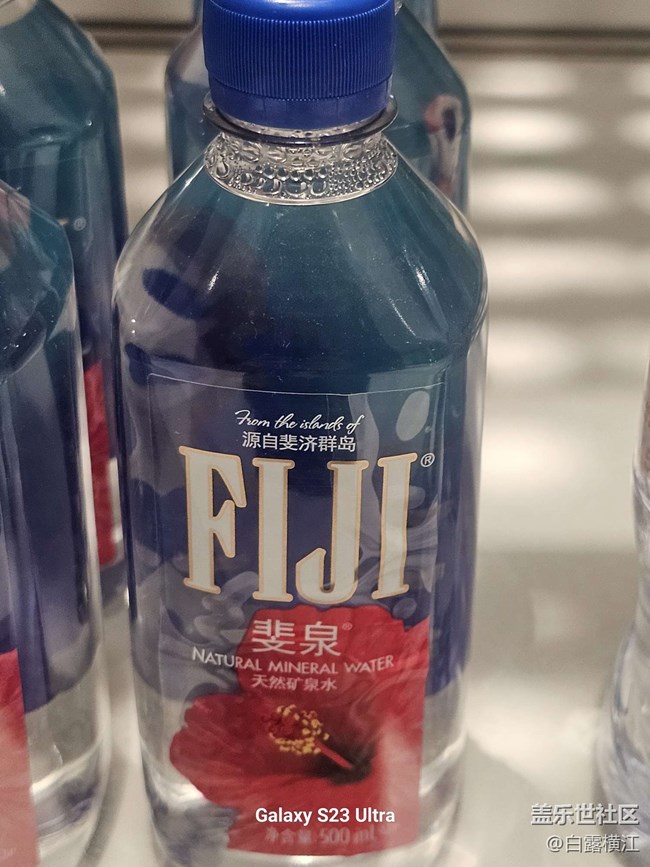 From the islands of
源自斐济群岛
FIJI®
斐泉®
NATURAL MINERAL WATER
天然矿泉水
Galaxy S23 Ultra
净含量 500 mL
盖乐世社区
@白露横江